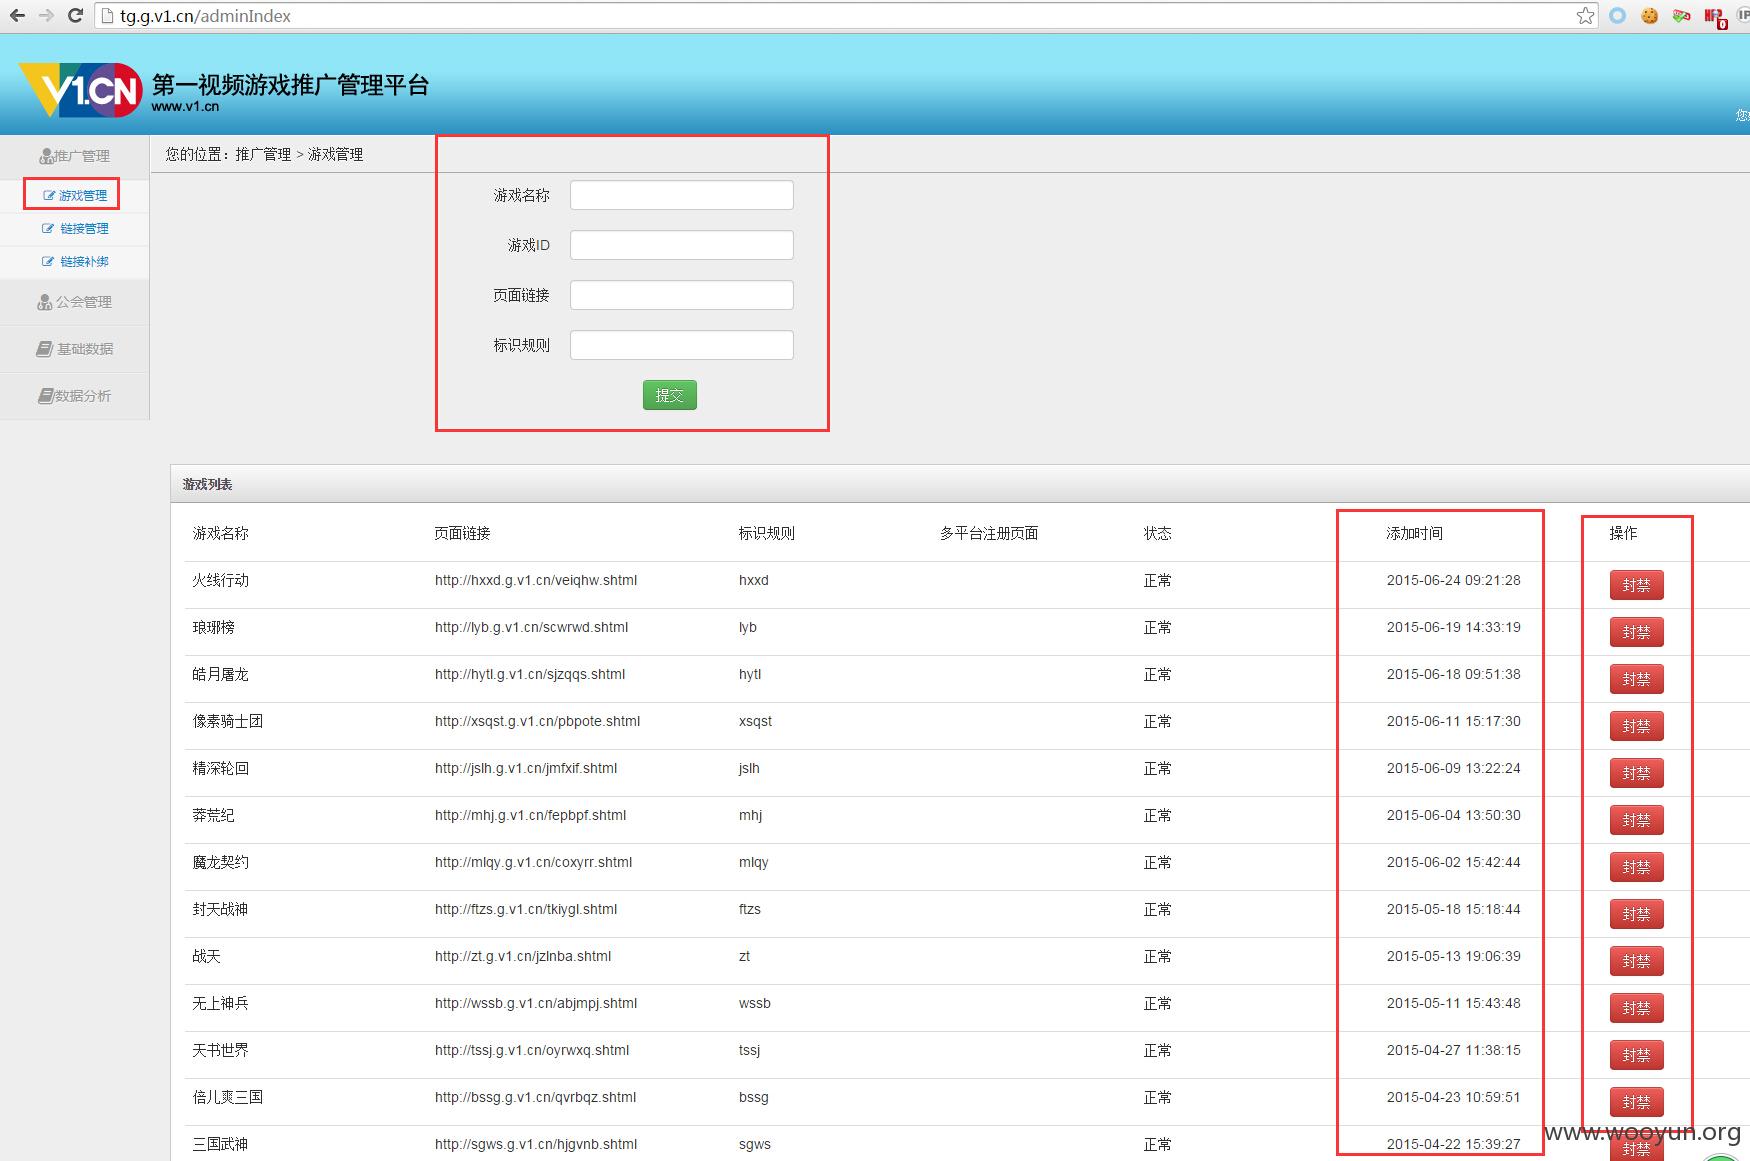 tg.g.v1.cn/adminIndex
V1.CN 第一视频游戏推广管理平台
www.v1.cn
推广管理
游戏管理
链接管理
链接补绑
公会管理
基础数据
数据分析
您的位置：推广管理 > 游戏管理
游戏名称
游戏ID
页面链接
标识规则
提交
游戏列表
游戏名称 页面链接 标识规则 多平台注册页面 状态 添加时间 操作
火线行动 http://hxxd.g.v1.cn/veiqhw.shtml hxxd 正常 2015-06-24 09:21:28 封禁
琅琊榜 http://lyb.g.v1.cn/scwrwd.shtml lyb 正常 2015-06-19 14:33:19 封禁
皓月屠龙 http://hytl.g.v1.cn/sjzqqs.shtml hytl 正常 2015-06-18 09:51:38 封禁
像素骑士团 http://xsqst.g.v1.cn/pbpote.shtml xsqst 正常 2015-06-11 15:17:30 封禁
精深轮回 http://jslh.g.v1.cn/jmfxif.shtml jslh 正常 2015-06-09 13:22:24 封禁
莽荒纪 http://mhj.g.v1.cn/fepbpf.shtml mhj 正常 2015-06-04 13:50:30 封禁
魔龙契约 http://mlqy.g.v1.cn/coxyrr.shtml mlqy 正常 2015-06-02 15:42:44 封禁
封天战神 http://ftzs.g.v1.cn/tkiygl.shtml ftzs 正常 2015-05-18 15:18:44 封禁
战天 http://zt.g.v1.cn/jzlnba.shtml zt 正常 2015-05-13 19:06:39 封禁
无上神兵 http://wssb.g.v1.cn/abjmpj.shtml wssb 正常 2015-05-11 15:43:48 封禁
天书世界 http://tssj.g.v1.cn/oyrwxq.shtml tssj 正常 2015-04-27 11:38:15 封禁
倍儿爽三国 http://bssg.g.v1.cn/qvrbqz.shtml bssg 正常 2015-04-23 10:59:51 封禁
三国武神 http://sgws.g.v1.cn/hjgvnb.shtml sgws 正常 2015-04-22 15:39:27 封禁
www.wooyun.org